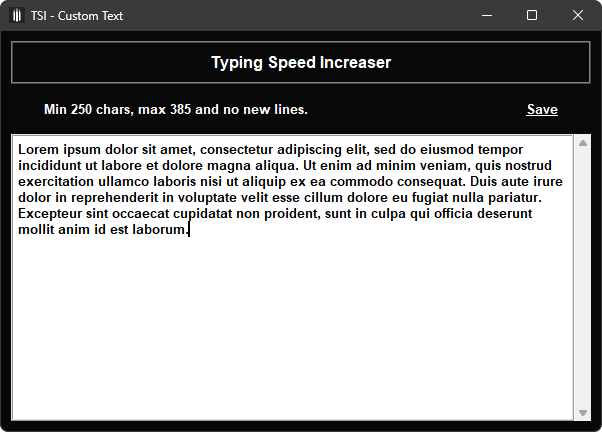 TSI - Custom Text
Typing Speed Increaser
Min 250 chars, max 385 and no new lines.
Save
Lorem ipsum dolor sit amet, consectetur adipiscing elit, sed do eiusmod tempor
incididunt ut labore et dolore magna aliqua. Ut enim ad minim veniam, quis nostrud
exercitation ullamco laboris nisi ut aliquip ex ea commodo consequat. Duis aute irure
dolor in reprehenderit in voluptate velit esse cillum dolore eu fugiat nulla pariatur.
Excepteur sint occaecat cupidatat non proident, sunt in culpa qui officia deserunt
mollit anim id est laborum.